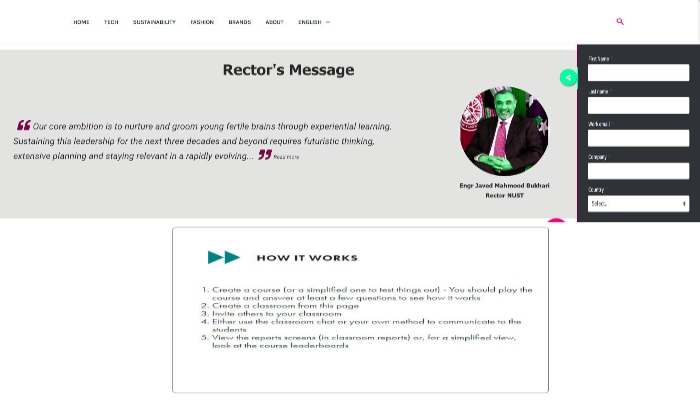 HOME TECH SUSTAINABILITY FASHION BRANDS ABOUT ENGLISH
Rector's Message
Our core ambition is to nurture and groom young fertile brains through experiential learning.
Sustaining this leadership for the next three decades and beyond requires futuristic thinking,
extensive planning and staying relevant in a rapidly evolving... Read more
Engr Javed Mahmood Bukhari
Rector NUST
First Name *
Last name *
Work email *
Company *
Country *
Select...
HOW IT WORKS
1. Create a course (or a simplified one to test things out) - You should play the
course and answer at least a few questions to see how it works
2. Create a classroom from this page
3. Invite others to your classroom
4. Either use the classroom chat or your own method to communicate to the
students
5. View the reports screens (in classroom reports) or, for a simplified view,
look at the course leaderboards